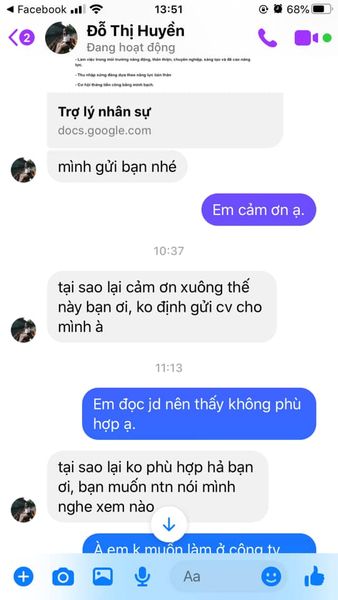 Facebook
13:51
68%
2
Đỗ Thị Huyền
Đang hoạt động
- Làm việc trong môi trường năng động, thân thiện, chuyên nghiệp, sáng tạo và đề cao năng
lực.
- Thu nhập xứng đáng dựa theo năng lực bản thân
- Cơ hội thăng tiến công bằng minh bạch.
Trợ lý nhân sự
docs.google.com
mình gửi bạn nhé
Em cảm ơn ạ.
10:37
tại sao lại cảm ơn xuông thế
này bạn ơi, ko định gửi cv cho
mình à
11:13
Em đọc jd nên thấy không phù
hợp ạ.
tại sao lại ko phù hợp hả bạn
ơi, bạn muốn ntn nói mình
nghe xem nào
À em k muốn làm ở công ty
Aa